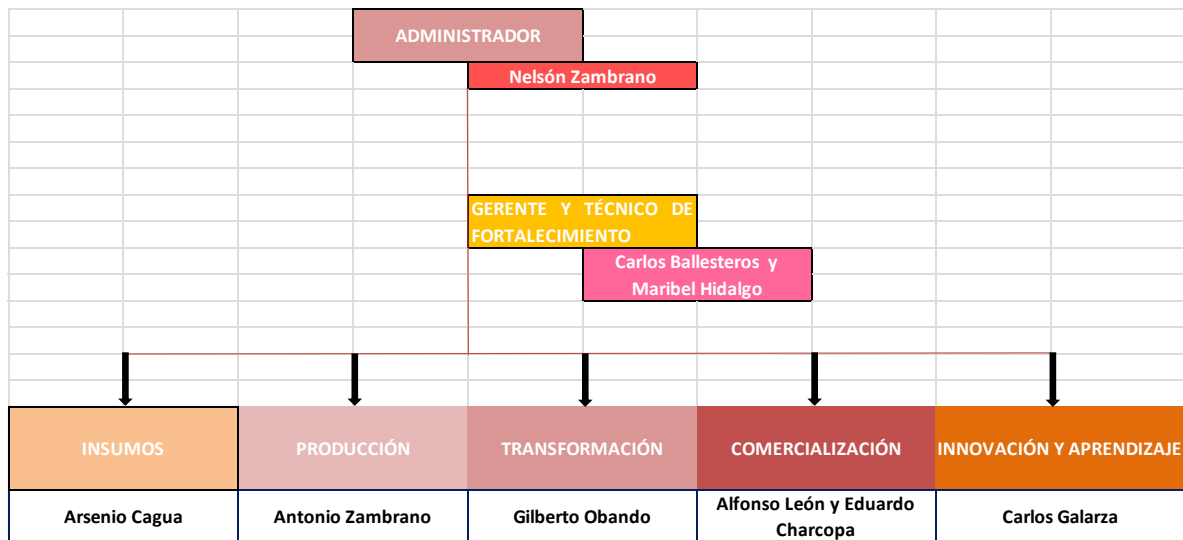 ADMINISTRADOR
Nelsón Zambrano
GERENTE Y TÉCNICO DE
FORTALECIMIENTO
Carlos Ballesteros y
Maribel Hidalgo
INSUMOS
PRODUCCIÓN
TRANSFORMACIÓN
COMERCIALIZACIÓN
INNOVACIÓN Y APRENDIZAJE
Arsenio Cagua
Antonio Zambrano
Gilberto Obando
Alfonso León y Eduardo
Charcopa
Carlos Galarza